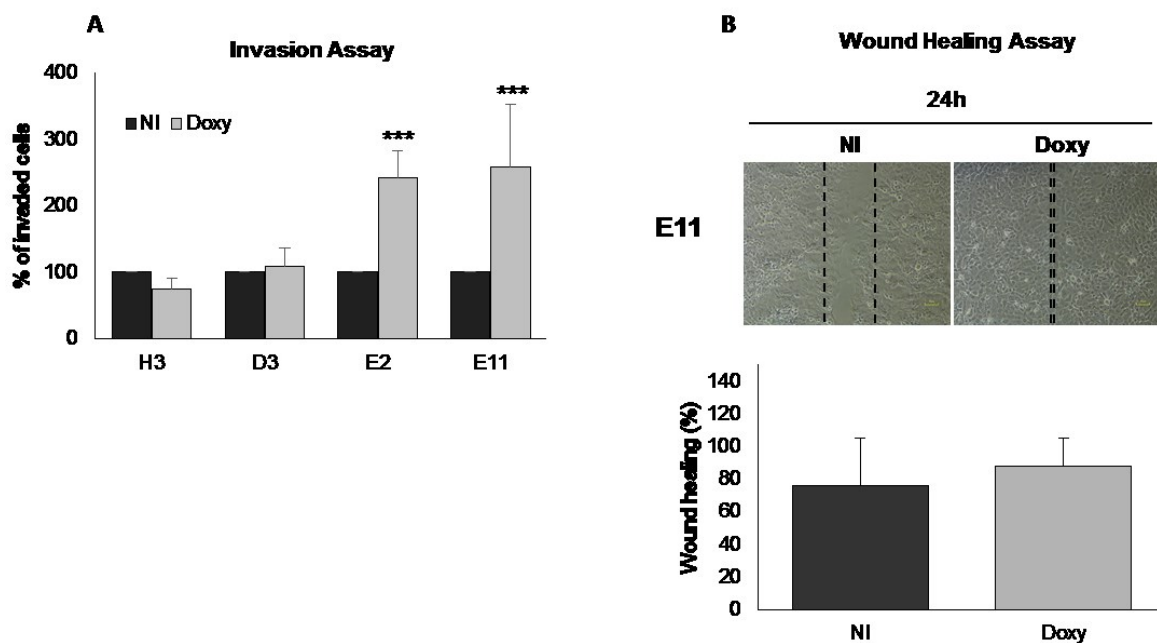 A
Invasion Assay
400
300
200
100
0
% of invaded cells
NI Doxy
***
***
H3 D3 E2 E11
B
Wound Healing Assay
24h
NI Doxy
E11
140
120
100
80
60
40
20
0
Wound healing (%)
NI Doxy